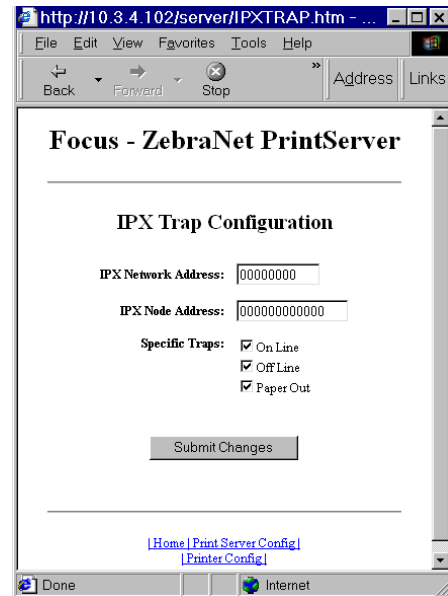 http://10.3.4.102/server/IPXTRAP.htm - ...
File Edit View Favorites Tools Help
Back Forward Stop » Address Links
Focus - ZebraNet PrintServer
IPX Trap Configuration
IPX Network Address: 00000000
IPX Node Address: 000000000000
Specific Traps: On Line
Off Line
Paper Out
Submit Changes
| Home | Print Server Config |
| Printer Config |
Done Internet